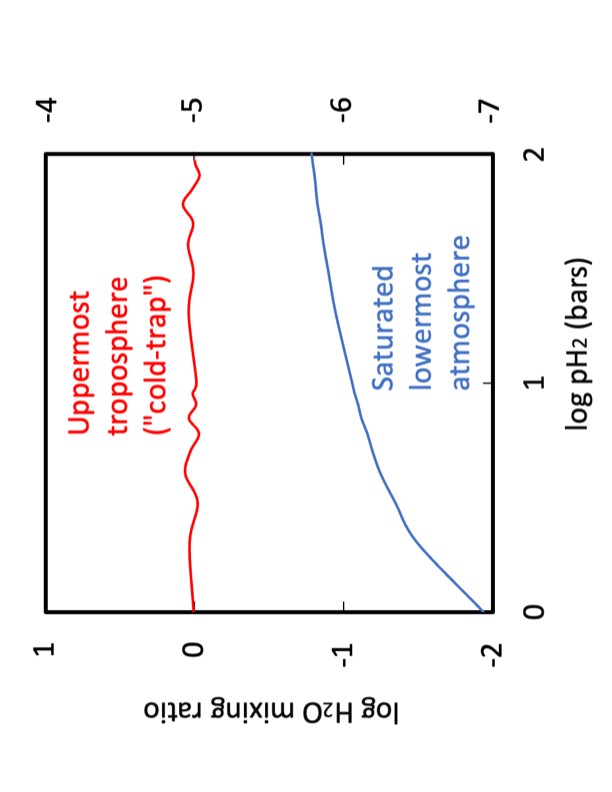 Uppermost
troposphere
("cold-trap")
Saturated
lowermost
atmosphere
log H2O mixing ratio
1
0
-1
-2
-4
-5
-6
-7
0
1
2
log pH2 (bars)